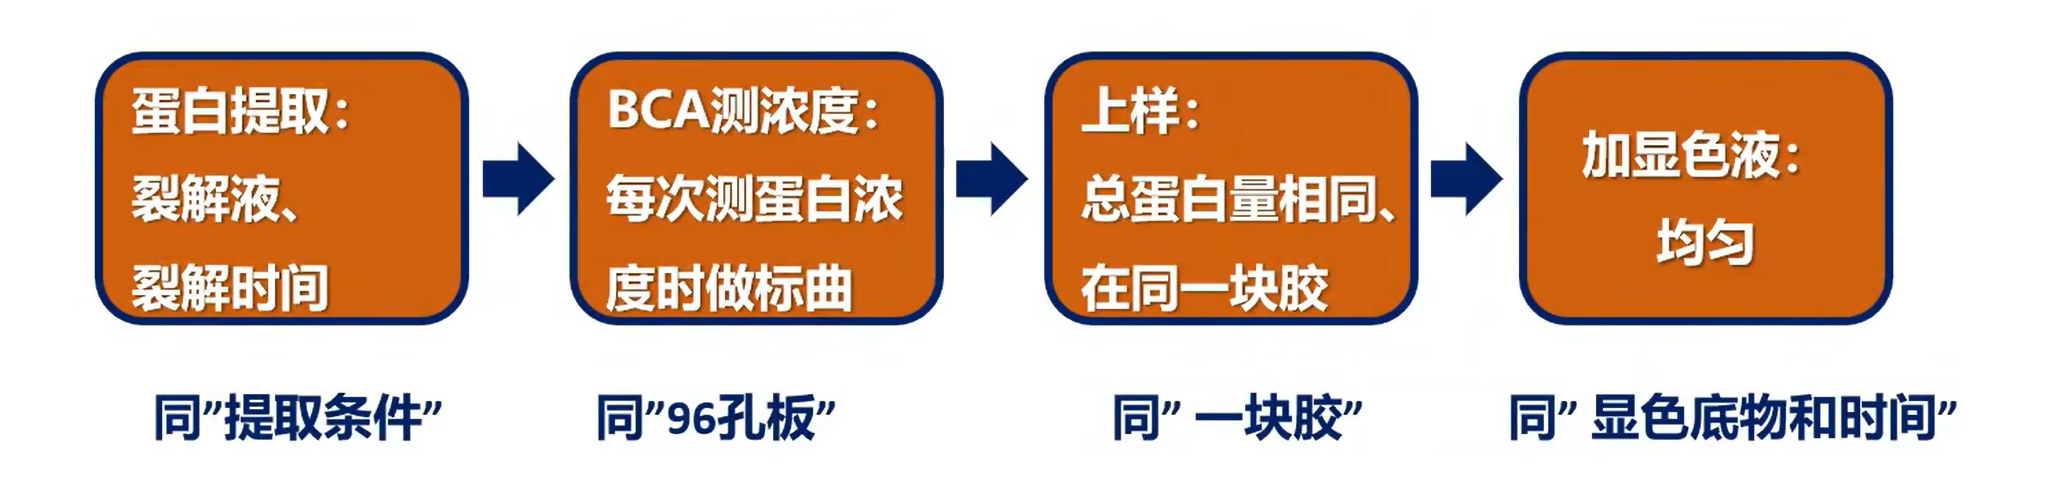 蛋白提取：
裂解液、
裂解时间
BCA测浓度：
每次测蛋白浓
度时做标曲
上样：
总蛋白量相同、
在同一块胶
加显色液：
均匀
同”提取条件”
同”96孔板”
同” 一块胶”
同” 显色底物和时间”